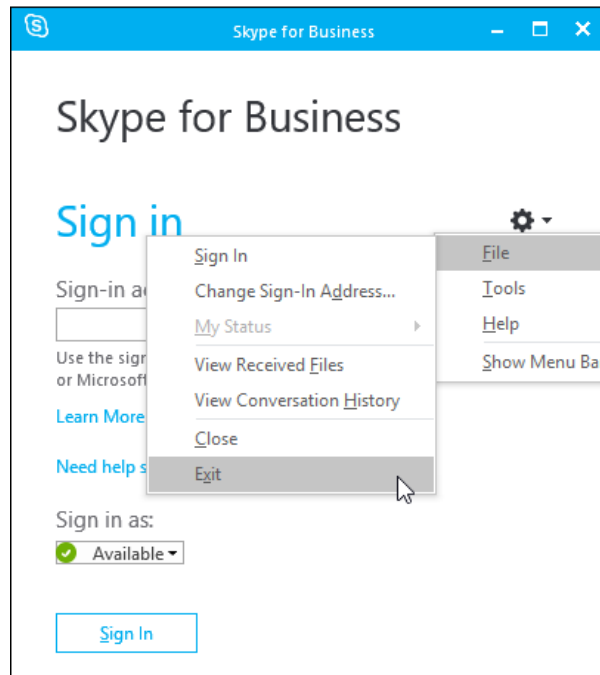 Skype for Business
Skype for Business
Sign in
File
Tools
Help
Show Menu Ba
Sign In
Change Sign-In Address...
My Status
View Received Files
View Conversation History
Close
Exit
Sign-in a
Use the sign
or Microsoft
Learn More
Need help s
Sign in as:
Available
Sign In